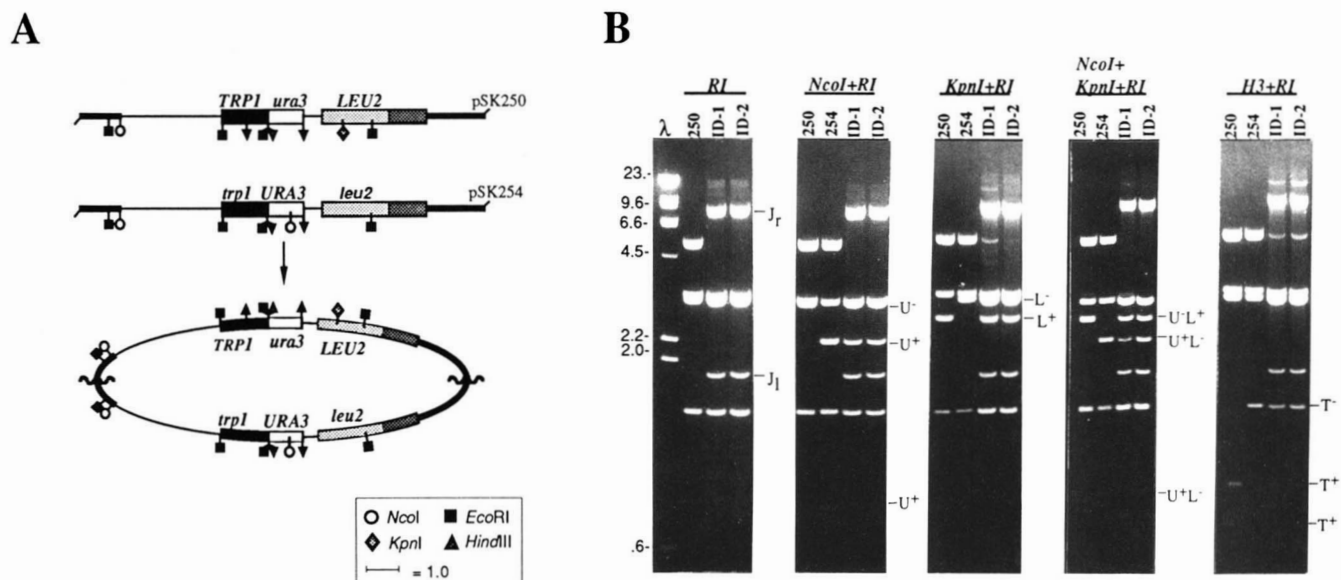 A
TRP1 ura3 LEU2 pSK250
trp1 URA3 leu2 pSK254
TRP1 ura3 LEU2
trp1 URA3 leu2
NcoI EcoRI
KpnI HindIII
= 1.0
B
RI NcoI+RI KpnI+RI NcoI+ KpnI+RI H3+RI
λ 250 ID-1 ID-2
250 254 ID-1 ID-2
250 254 ID-1 ID-2
250 254 ID-1 ID-2
250 254 ID-1 ID-2
23.-
9.6-
6.6-
4.5-
2.2-
2.0-
.6-
-Jr
-Jl
-U-
-U+
-U+
-L-
-L+
-U-L+
-U+L-
-U+L-
-T-
-T+
-T+